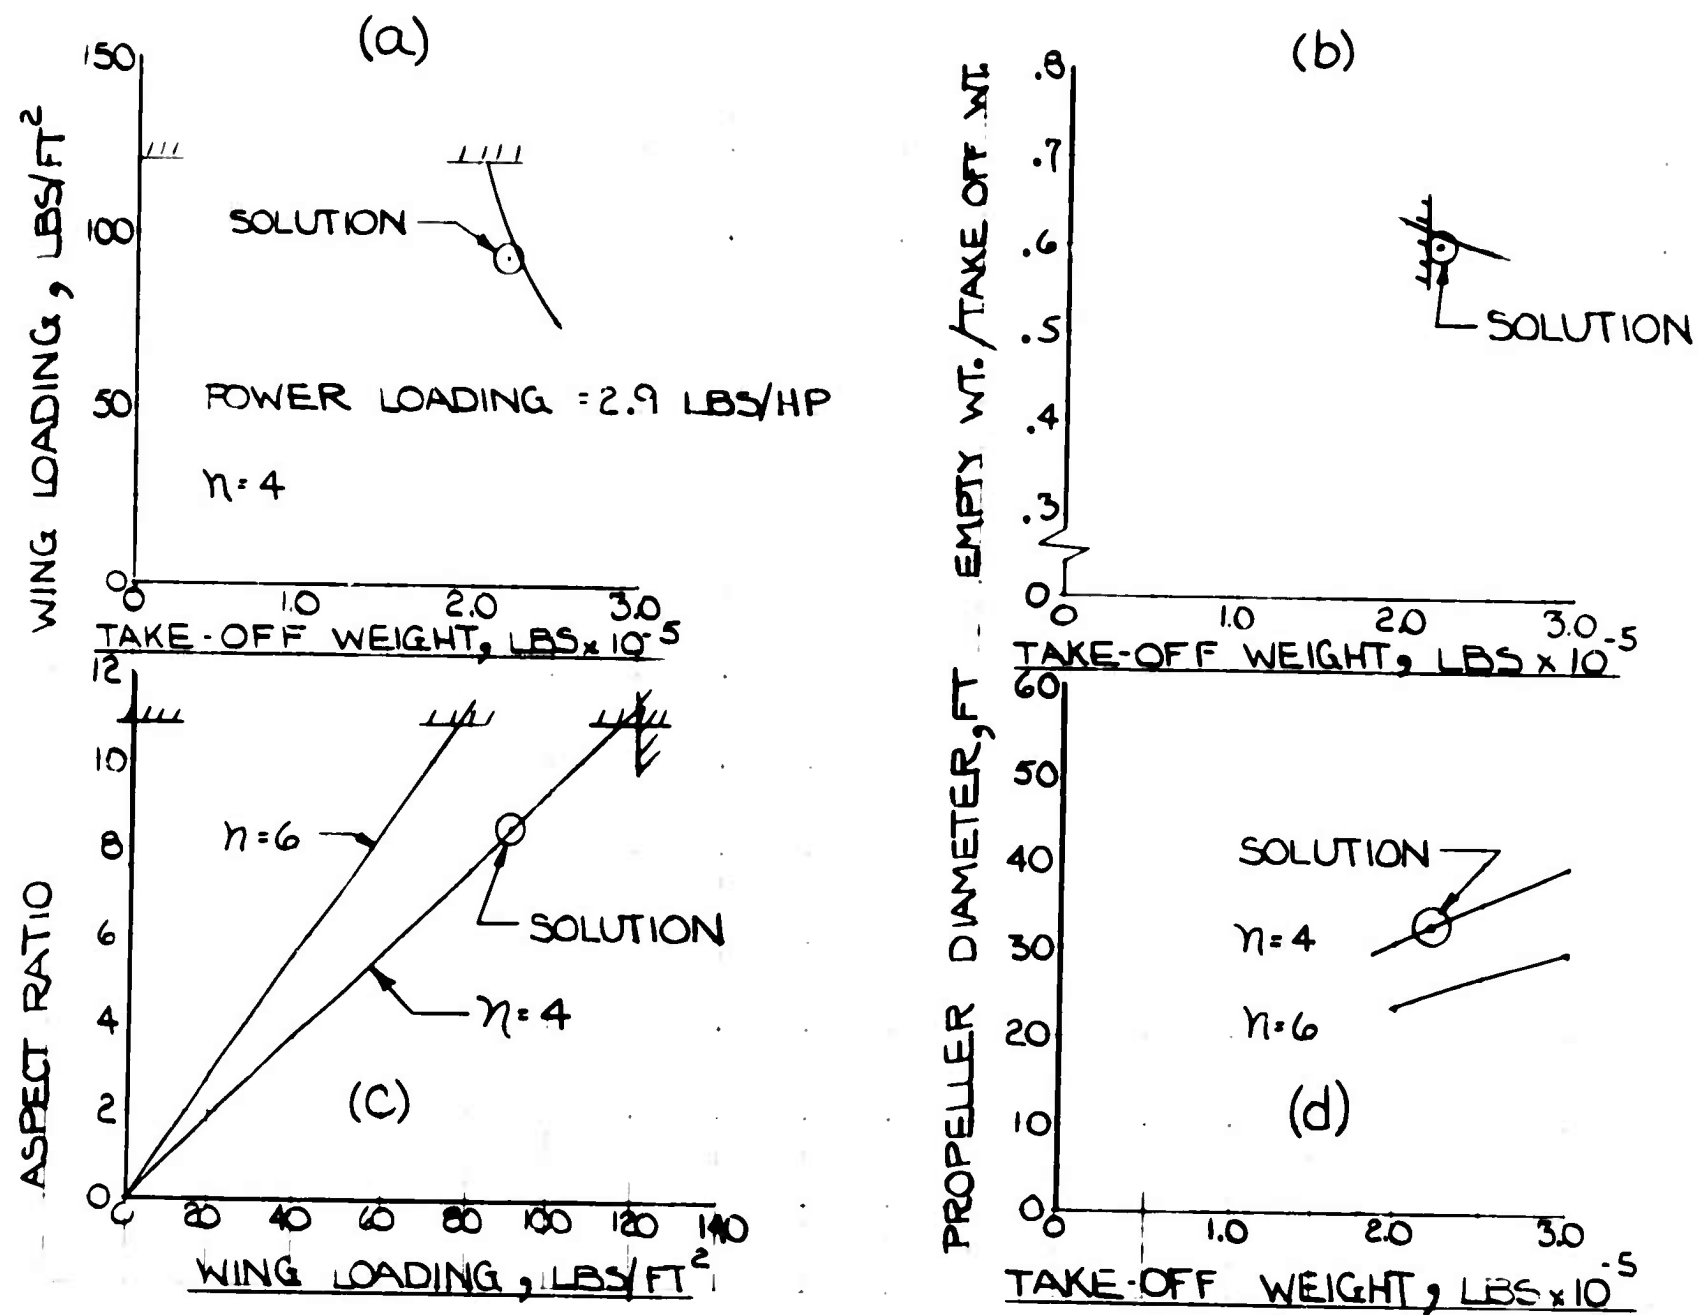 (a)
WING LOADING, LBS/FT²
150
100
50
0
SOLUTION
POWER LOADING = 2.9 LBS/HP
n=4
0 1.0 2.0 3.0
TAKE-OFF WEIGHT, LBS x 10⁻⁵
(b)
EMPTY WT./TAKE OFF WT.
.8
.7
.6
.5
.4
.3
0
SOLUTION
0 1.0 2.0 3.0
TAKE-OFF WEIGHT, LBS x 10⁻⁵
ASPECT RATIO
12
10
8
6
4
2
0
n=6
SOLUTION
n=4
(c)
0 20 40 60 80 100 120 140
WING LOADING, LBS/FT²
PROPELLER DIAMETER, FT
60
50
40
30
20
10
0
SOLUTION
n=4
n=6
(d)
0 1.0 2.0 3.0
TAKE-OFF WEIGHT, LBS x 10⁻⁵